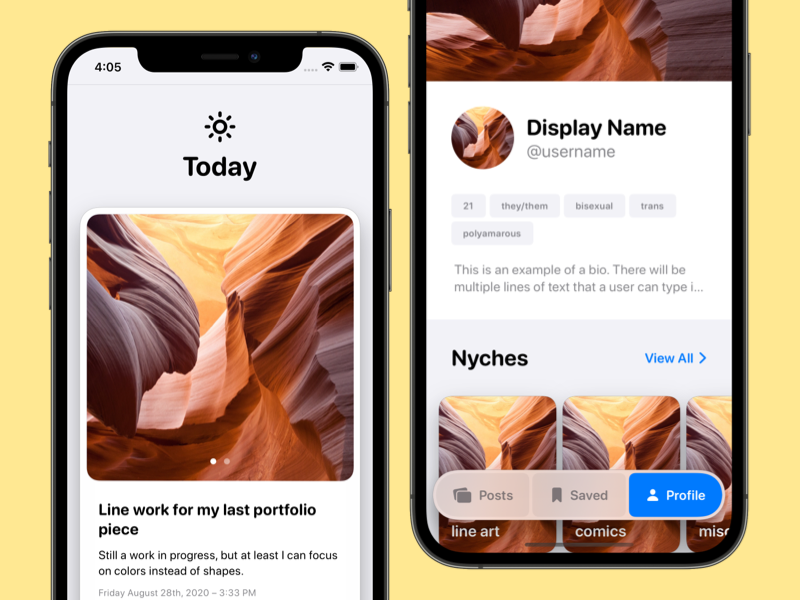 4:05
Today
Line work for my last portfolio
piece
Still a work in progress, but at least I can focus
on colors instead of shapes.
Friday August 28th, 2020 – 3:33 PM
Display Name
@username
21 they/them bisexual trans
polyamarous
This is an example of a bio. There will be
multiple lines of text that a user can type i...
Nyches View All
Posts Saved Profile
line art comics misc